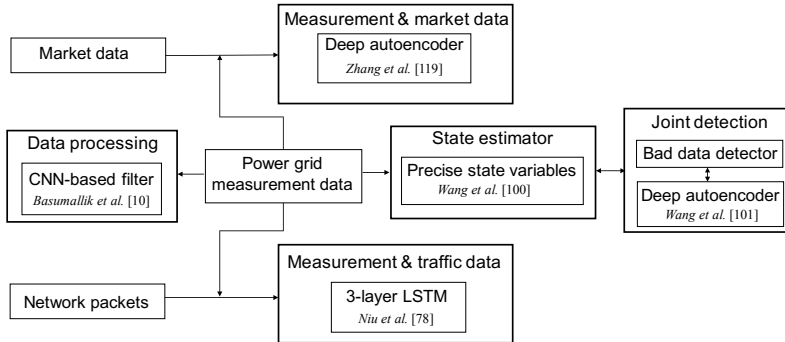 Measurement & market data
Market data
Deep autoencoder
Zhang et al. [119]
Data processing
CNN-based filter
Basumallik et al. [10]
Power grid
measurement data
State estimator
Precise state variables
Wang et al. [100]
Joint detection
Bad data detector
Deep autoencoder
Wang et al. [101]
Measurement & traffic data
Network packets
3-layer LSTM
Niu et al. [78]